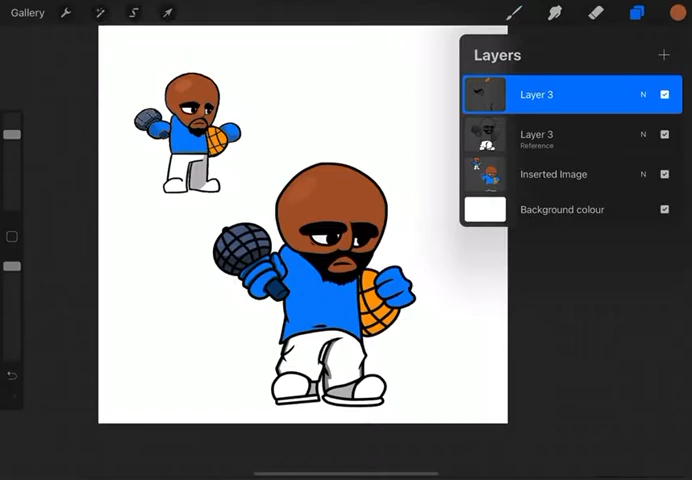 Gallery
Layers
Layer 3 N
Layer 3 N
Reference
Inserted Image N
Background colour